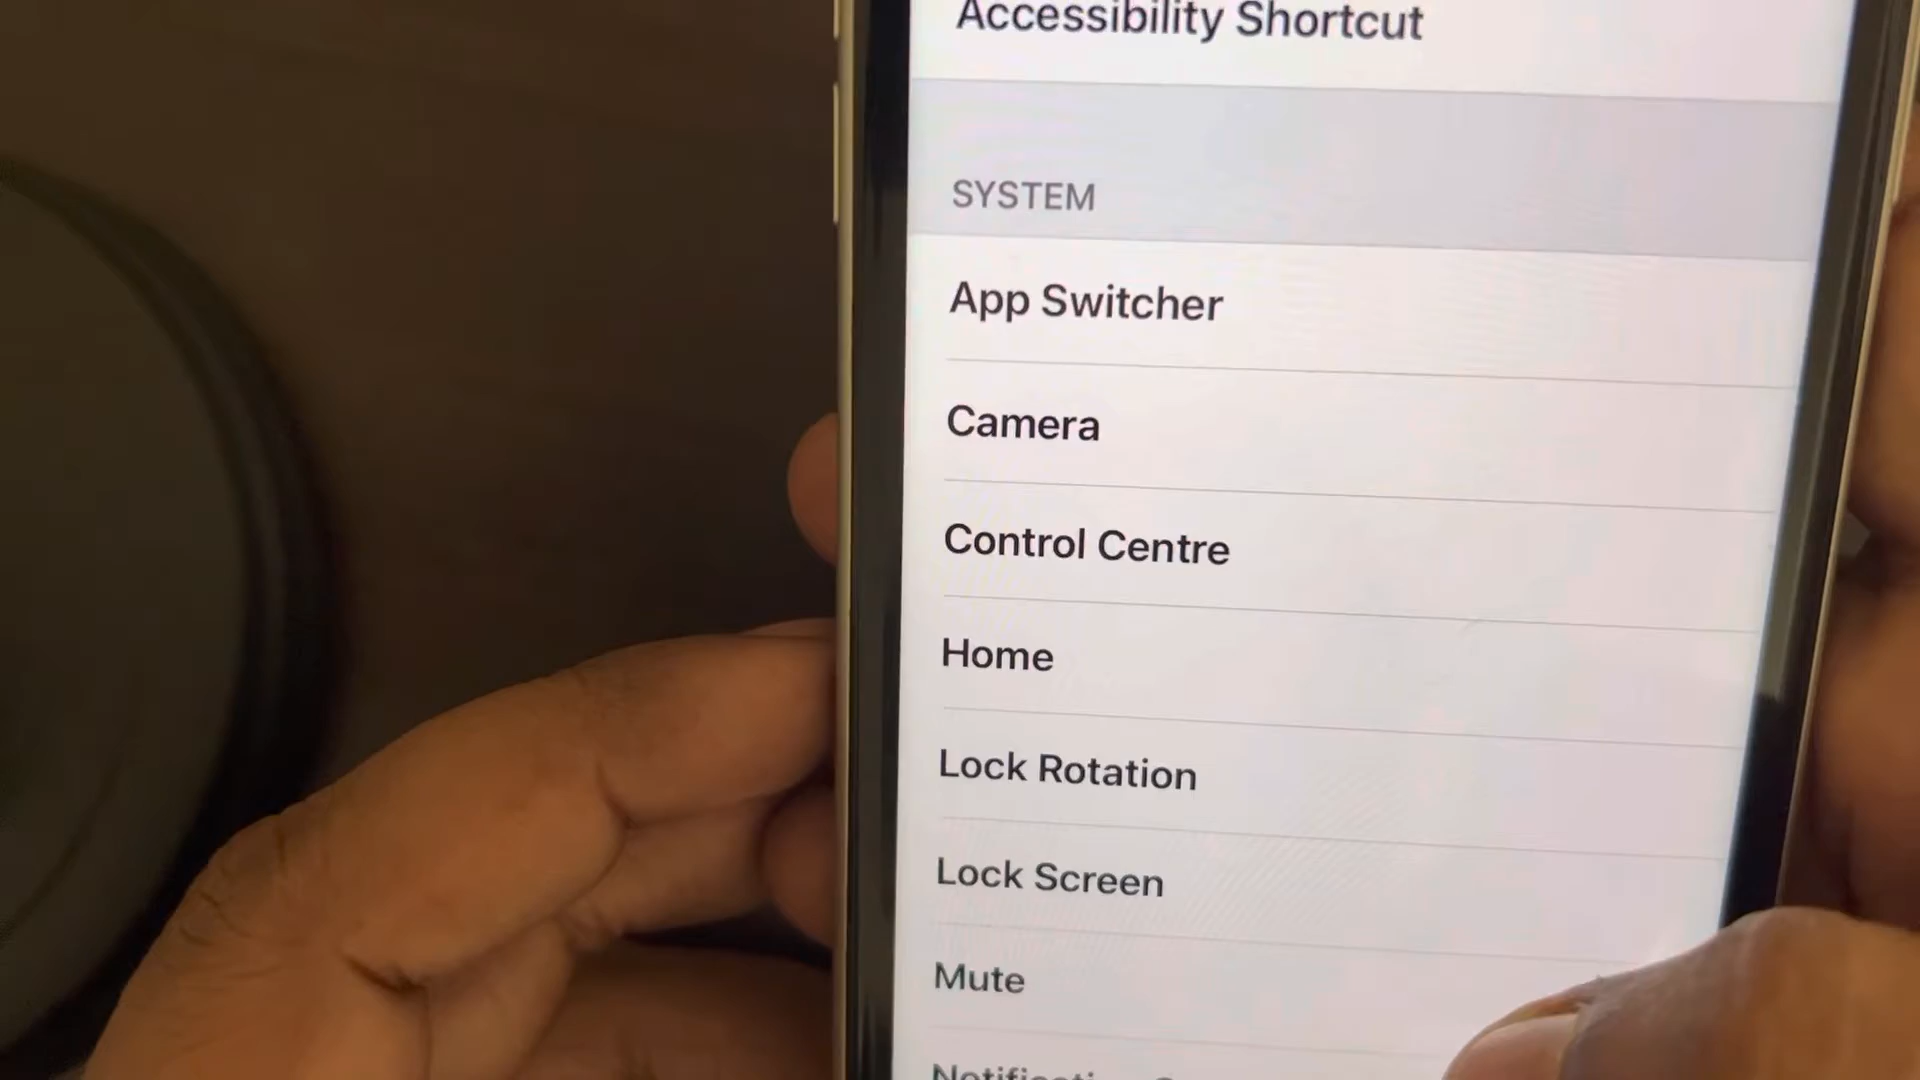 Accessibility Shortcut
SYSTEM
App Switcher
Camera
Control Centre
Home
Lock Rotation
Lock Screen
Mute